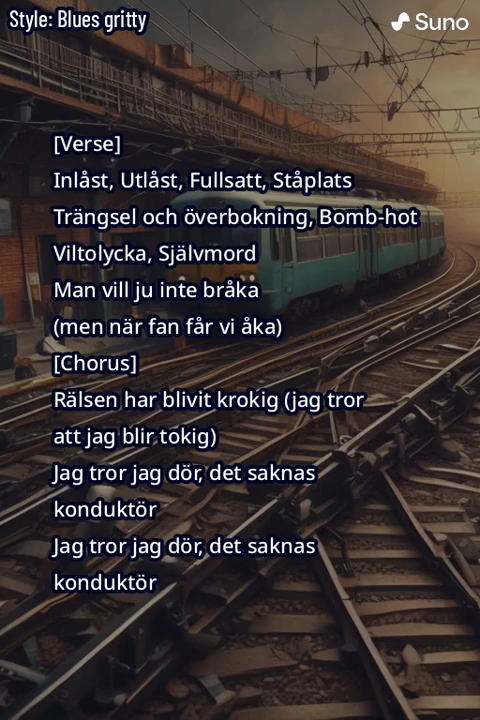 Style: Blues gritty
Suno
[Verse]
Inlåst, Utlåst, Fullsatt, Ståplats
Trängsel och överbokning, Bomb-hot
Viltolycka, Självmord
Man vill ju inte bråka
(men när fan får vi åka)
[Chorus]
Rälsen har blivit krokig (jag tror
att jag blir tokig)
Jag tror jag dör, det saknas
konduktör
Jag tror jag dör, det saknas
konduktör